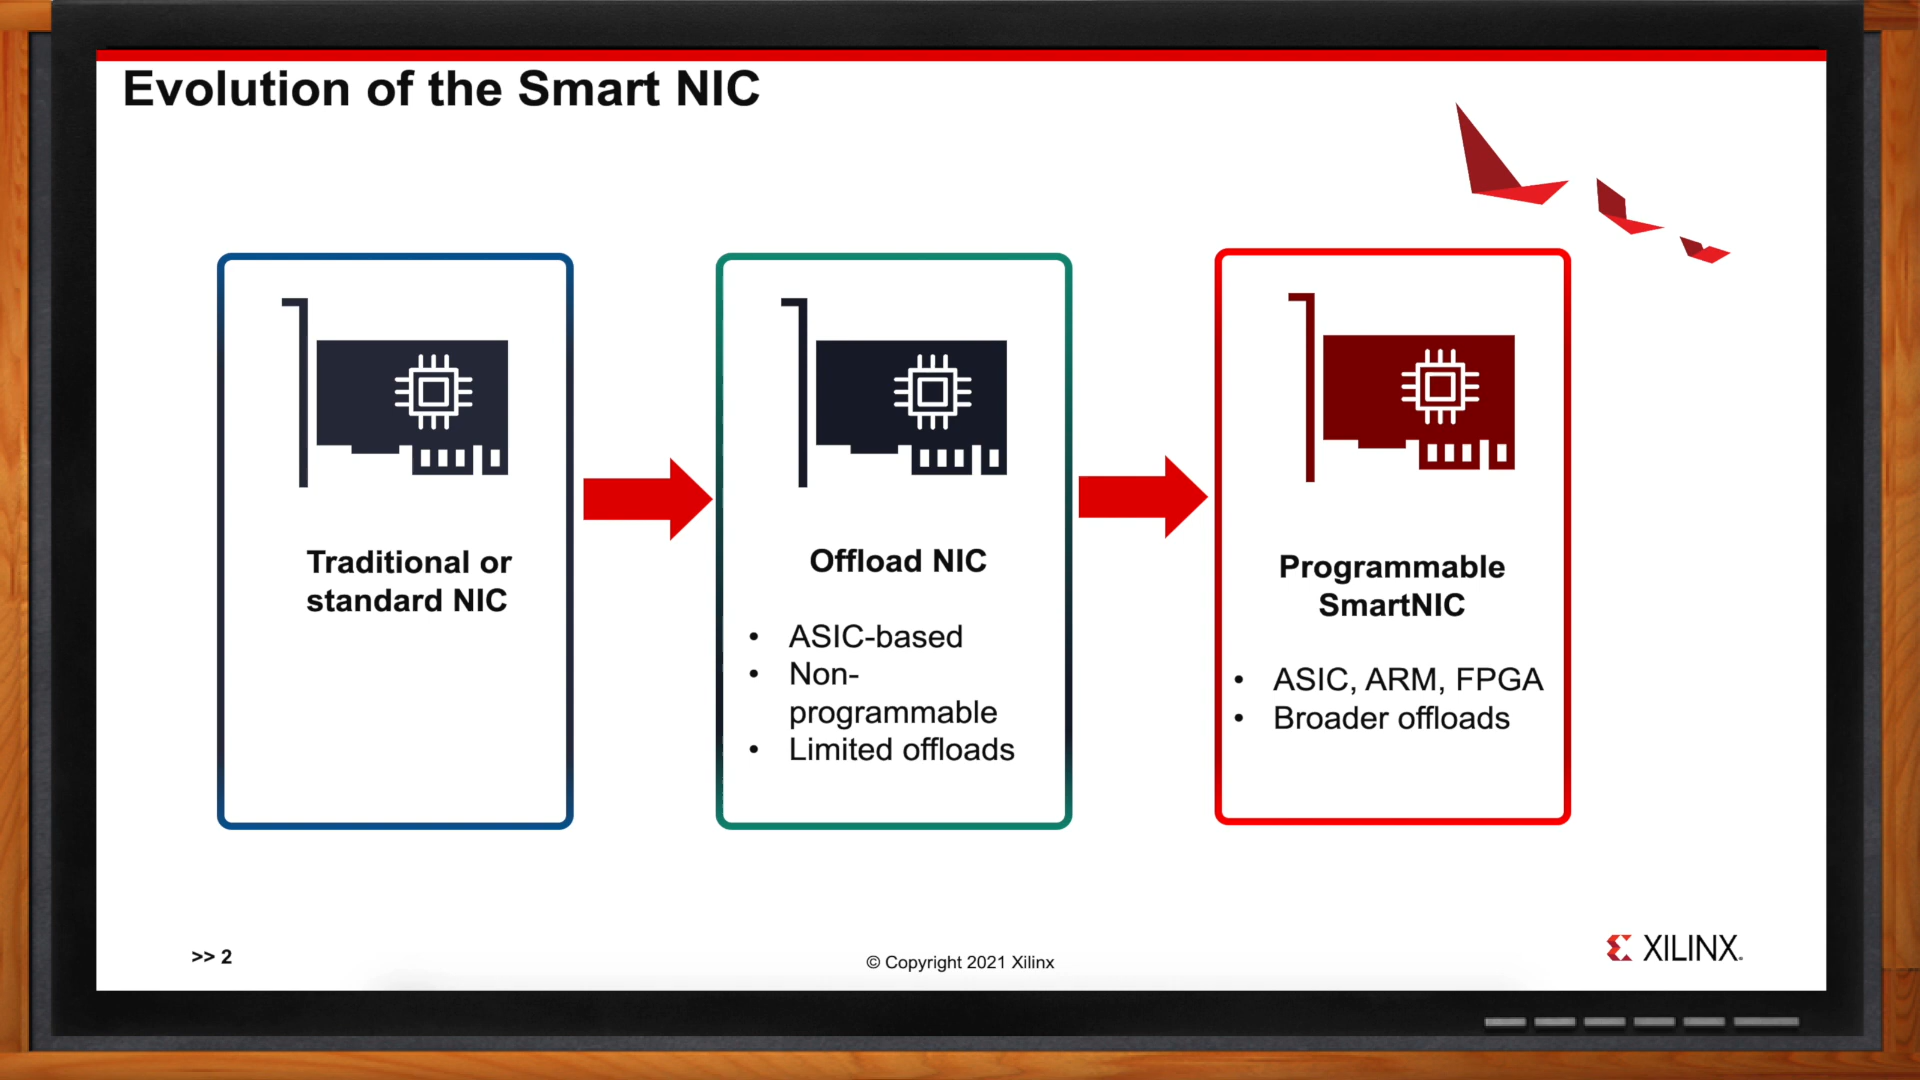 Evolution of the Smart NIC
Traditional or
standard NIC
Offload NIC
• ASIC-based
• Non-
programmable
• Limited offloads
Programmable
SmartNIC
• ASIC, ARM, FPGA
• Broader offloads
>> 2
© Copyright 2021 Xilinx
XILINX.